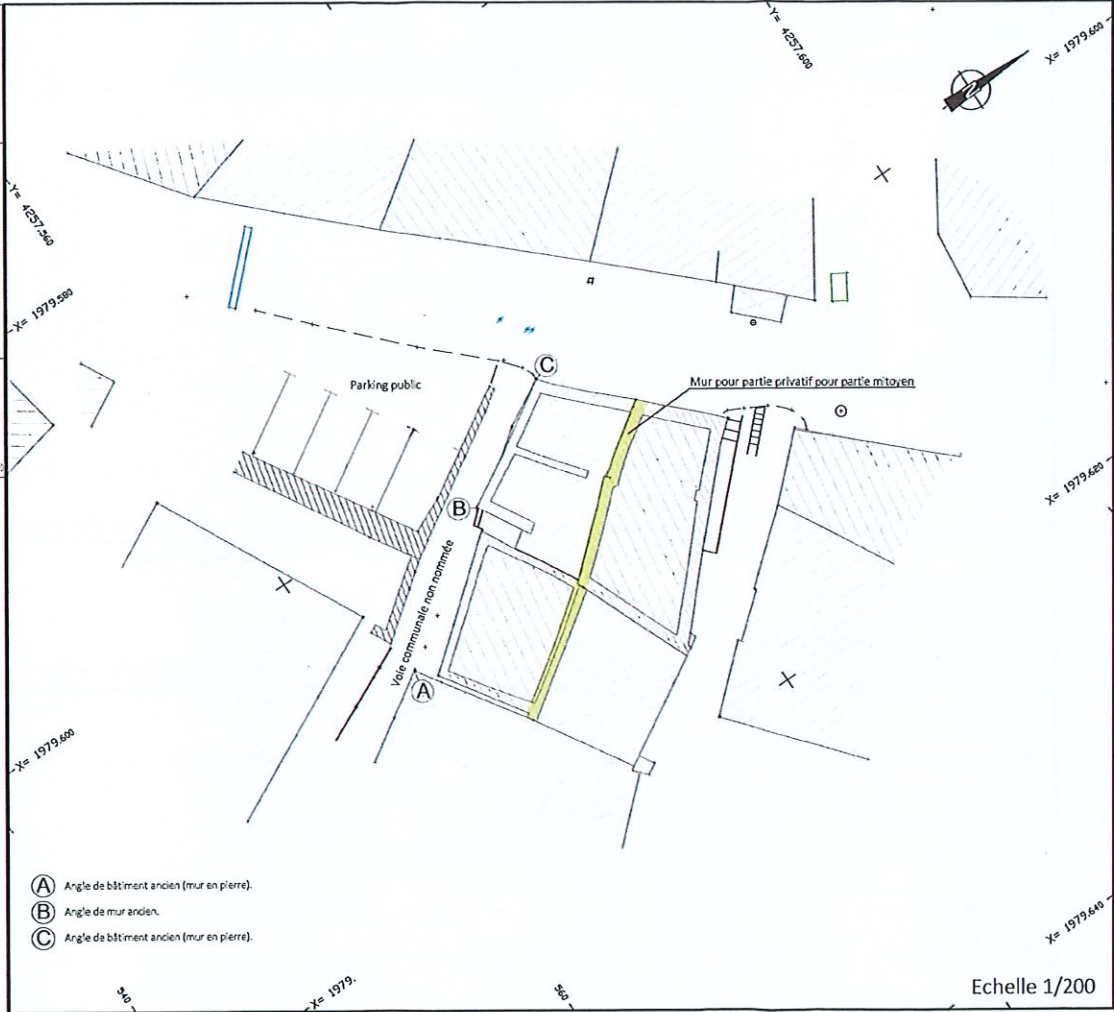 Y= 4257.600
X= 1979.600
Y= 4257.560
X= 1979.580
Parking public
C
Mur pour partie privatif pour partie mitoyen
X= 1979.620
B
Voie communale non nommée
A
X= 1979.600
A Angle de bâtiment ancien (mur en pierre).
B Angle de mur ancien.
C Angle de bâtiment ancien (mur en pierre).
X= 1979.640
540
X= 1979.
560
Echelle 1/200